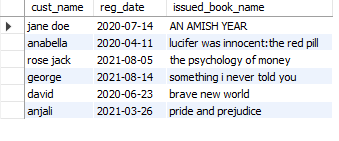 cust_name reg_date issued_book_name
jane doe 2020-07-14 AN AMISH YEAR
anabella 2020-04-11 lucifer was innocent:the red pill
rose jack 2021-08-05 the psychology of money
george 2021-08-14 something i never told you
david 2020-06-23 brave new world
anjali 2021-03-26 pride and prejudice